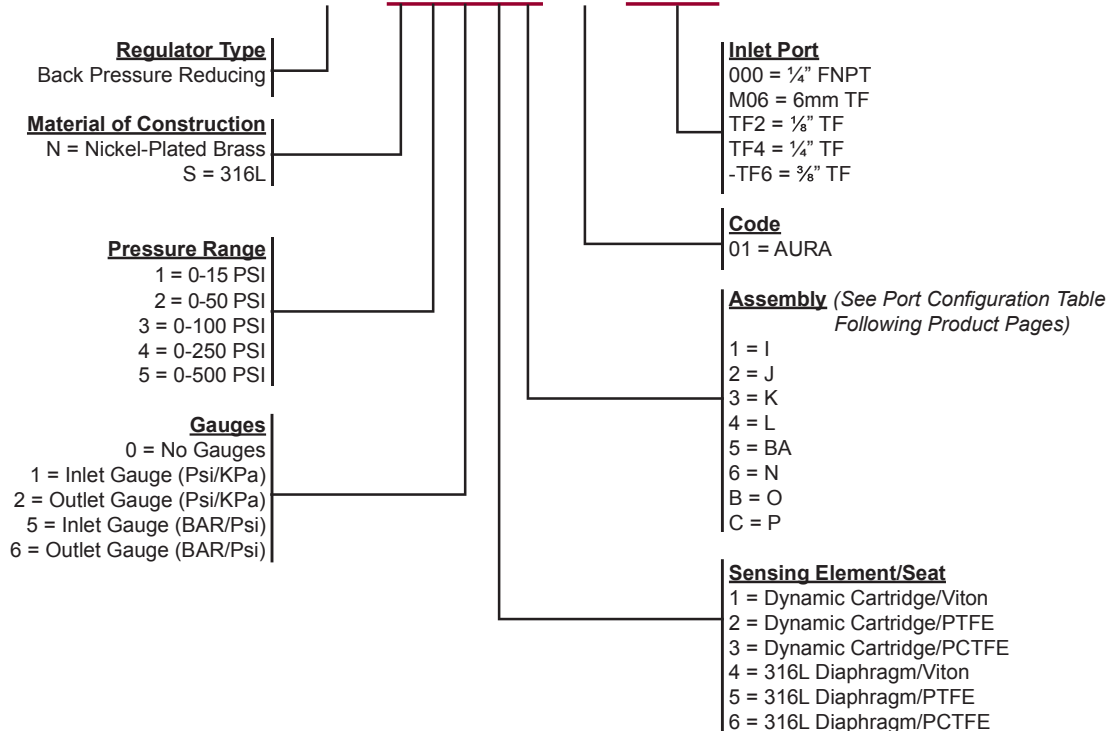 Regulator Type
Back Pressure Reducing
Material of Construction
N = Nickel-Plated Brass
S = 316L
Pressure Range
1 = 0-15 PSI
2 = 0-50 PSI
3 = 0-100 PSI
4 = 0-250 PSI
5 = 0-500 PSI
Gauges
0 = No Gauges
1 = Inlet Gauge (Psi/KPa)
2 = Outlet Gauge (Psi/KPa)
5 = Inlet Gauge (BAR/Psi)
6 = Outlet Gauge (BAR/Psi)
Inlet Port
000 = ¼” FNPT
M06 = 6mm TF
TF2 = ⅛” TF
TF4 = ¼” TF
-TF6 = ⅜” TF
Code
01 = AURA
Assembly (See Port Configuration Table
Following Product Pages)
1 = I
2 = J
3 = K
4 = L
5 = BA
6 = N
B = O
C = P
Sensing Element/Seat
1 = Dynamic Cartridge/Viton
2 = Dynamic Cartridge/PTFE
3 = Dynamic Cartridge/PCTFE
4 = 316L Diaphragm/Viton
5 = 316L Diaphragm/PTFE
6 = 316L Diaphragm/PCTFE